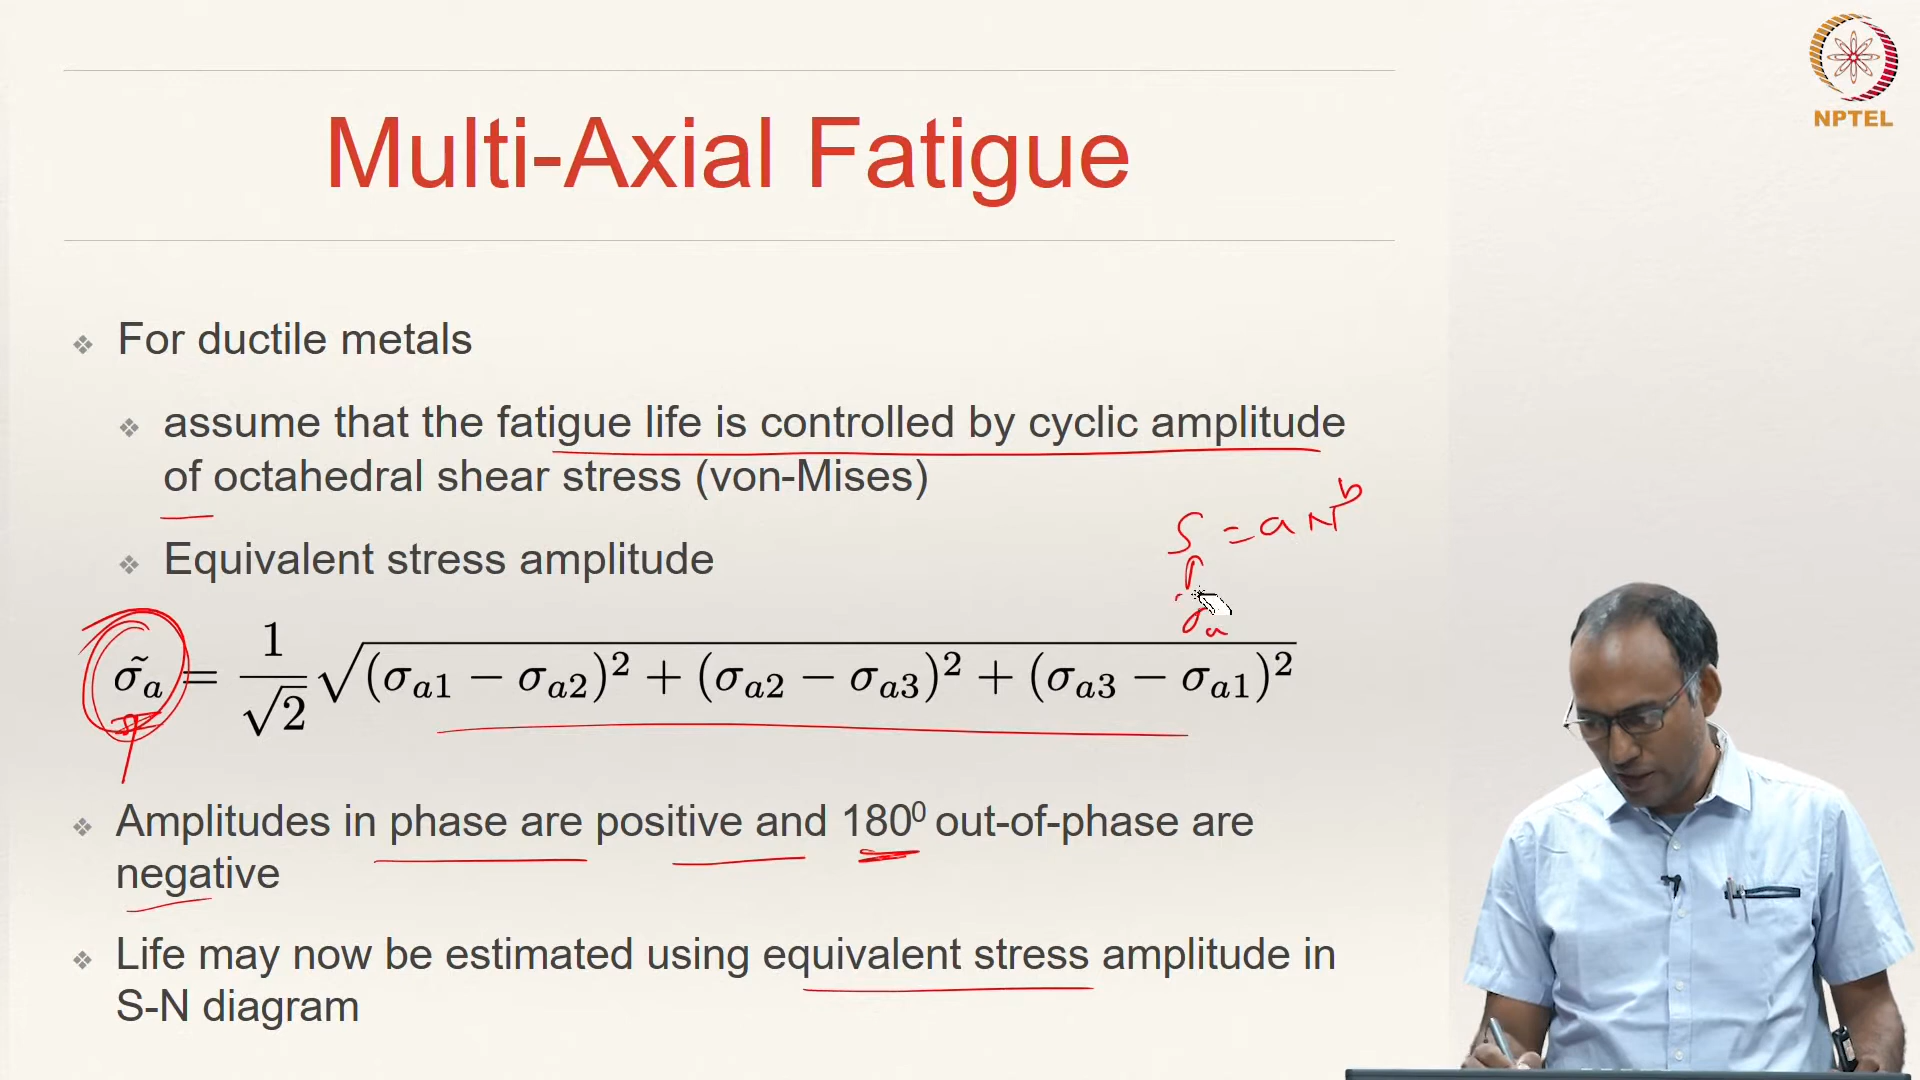 NPTEL
Multi-Axial Fatigue
❖ For ductile metals
❖ assume that the fatigue life is controlled by cyclic amplitude
of octahedral shear stress (von-Mises)
S = a N^b
❖ Equivalent stress amplitude
σ_a
σ̃_a = 1/√2 √((σ_a1 − σ_a2)² + (σ_a2 − σ_a3)² + (σ_a3 − σ_a1)²)
❖ Amplitudes in phase are positive and 180⁰ out-of-phase are
negative
❖ Life may now be estimated using equivalent stress amplitude in
S-N diagram